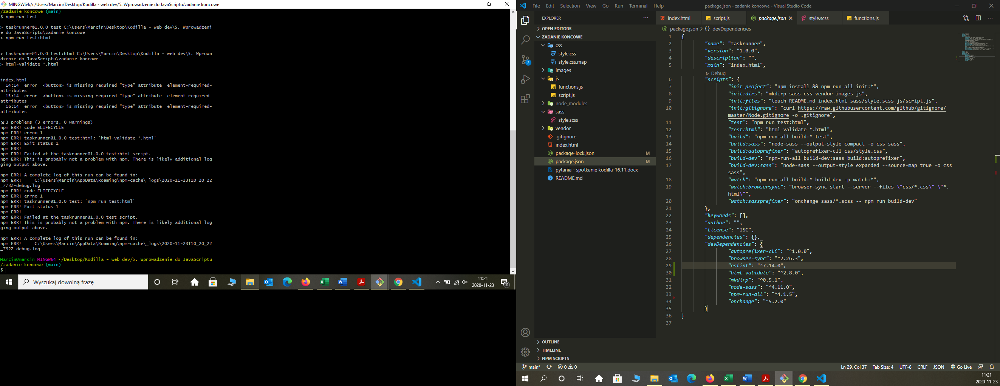 MINGW64:/c/Users/Marcin/Desktop/Kodilla - web dev/5. Wprowadzenie do JavaScriptu/zadanie koncowe
/zadanie koncowe (main)
$ npm run test
> taskrunner@1.0.0 test C:\Users\Marcin\Desktop\Kodilla - web dev\5. Wprowadzeni
e do JavaScriptu\zadanie koncowe
> npm run test:html
> taskrunner@1.0.0 test:html C:\Users\Marcin\Desktop\Kodilla - web dev\5. Wprowa
dzenie do JavaScriptu\zadanie koncowe
> html-validate *.html
index.html
14:14 error <button> is missing required "type" attribute element-required-
attributes
15:14 error <button> is missing required "type" attribute element-required-
attributes
16:14 error <button> is missing required "type" attribute element-required-
attributes
✖ 3 problems (3 errors, 0 warnings)
npm ERR! code ELIFECYCLE
npm ERR! errno 1
npm ERR! taskrunner@1.0.0 test:html: `html-validate *.html`
npm ERR! Exit status 1
npm ERR!
npm ERR! Failed at the taskrunner@1.0.0 test:html script.
npm ERR! This is probably not a problem with npm. There is likely additional log
ging output above.
npm ERR! A complete log of this run can be found in:
npm ERR!     C:\Users\Marcin\AppData\Roaming\npm-cache\_logs\2020-11-23T10_20_22
_773Z-debug.log
npm ERR! code ELIFECYCLE
npm ERR! errno 1
npm ERR! taskrunner@1.0.0 test: `npm run test:html`
npm ERR! Exit status 1
npm ERR!
npm ERR! Failed at the taskrunner@1.0.0 test script.
npm ERR! This is probably not a problem with npm. There is likely additional log
ging output above.
npm ERR! A complete log of this run can be found in:
npm ERR!     C:\Users\Marcin\AppData\Roaming\npm-cache\_logs\2020-11-23T10_20_22
_792Z-debug.log
Marcin@marcin MINGW64 ~/Desktop/Kodilla - web dev/5. Wprowadzenie do JavaScriptu
/zadanie koncowe (main)
$
Wyszukaj dowolną frazę
11:21
2020-11-23
2
File Edit Selection View Go Run Terminal Help
package.json - zadanie koncowe - Visual Studio Code
EXPLORER
OPEN EDITORS
ZADANIE KONCOWE
css
style.css
style.css.map
images
js
functions.js
script.js
node_modules
sass
style.scss
vendor
.gitignore
index.html
package-lock.json M
package.json M
pytania - spotkanie kodilla-16.11.docx
README.md
OUTLINE
TIMELINE
NPM SCRIPTS
2
index.html script.js package.json style.scss functions.js
package.json > {} devDependencies
1 {
2 "name": "taskrunner",
3 "version": "1.0.0",
4 "description": "",
5 "main": "index.html",
Debug
6 "scripts": {
7 "init-project": "npm install && npm-run-all init:*",
8 "init:dirs": "mkdirp sass css vendor images js",
9 "init:files": "touch README.md index.html sass/style.scss js/script.js",
10 "init:gitignore": "curl https://raw.githubusercontent.com/github/gitignore/
master/Node.gitignore -o .gitignore",
11 "test": "npm run test:html",
12 "test:html": "html-validate *.html",
13 "build": "npm-run-all build:* test",
14 "build:sass": "node-sass --output-style compact -o css sass",
15 "build:autoprefixer": "autoprefixer-cli css/style.css",
16 "build-dev": "npm-run-all build-dev:sass build:autoprefixer",
17 "build-dev:sass": "node-sass --output-style expanded --source-map true -o css
sass",
18 "watch": "npm-run-all build:* build-dev -p watch:*",
19 "watch:browsersync": "browser-sync start --server --files \"css/*.css\" \"*.
html\"",
20 "watch:sassprefixer": "onchange sass/*.scss -- npm run build-dev"
21 },
22 "keywords": [],
23 "author": "",
24 "license": "ISC",
25 "dependencies": {},
26 "devDependencies": {
27 "autoprefixer-cli": "^1.0.0",
28 "browser-sync": "^2.26.3",
29 "eslint": "^7.14.0",
30 "html-validate": "^2.8.0",
31 "mkdirp": "^0.5.1",
32 "node-sass": "^4.11.0",
33 "npm-run-all": "^4.1.5",
34 "onchange": "^5.2.0"
35 }
36 }
37
main* 0 0
Ln 29, Col 37 Tab Size: 4 UTF-8 CRLF JSON Go Live
11:21
2020-11-23